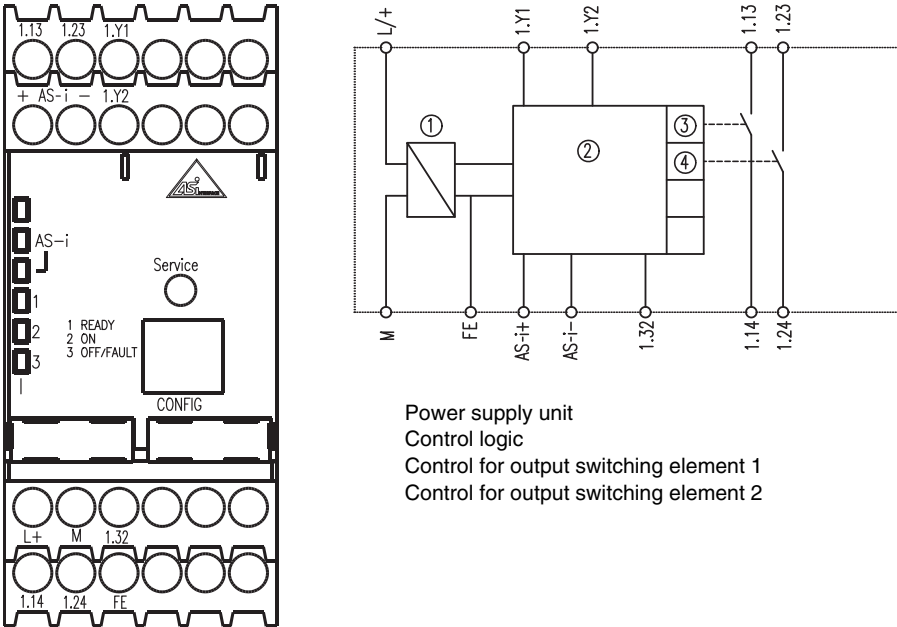 1.13 1.23 1.Y1
+ AS-i – 1.Y2
ASi
INTERFACE
AS-i
Service
1
2
3
1 READY
2 ON
3 OFF/FAULT
CONFIG
L+ M 1.32
1.14 1.24 FE
L/+ 1.Y1 1.Y2 1.13 1.23
①
②
③
④
M FE AS-i+ AS-i– 1.32 1.14 1.24
Power supply unit
Control logic
Control for output switching element 1
Control for output switching element 2